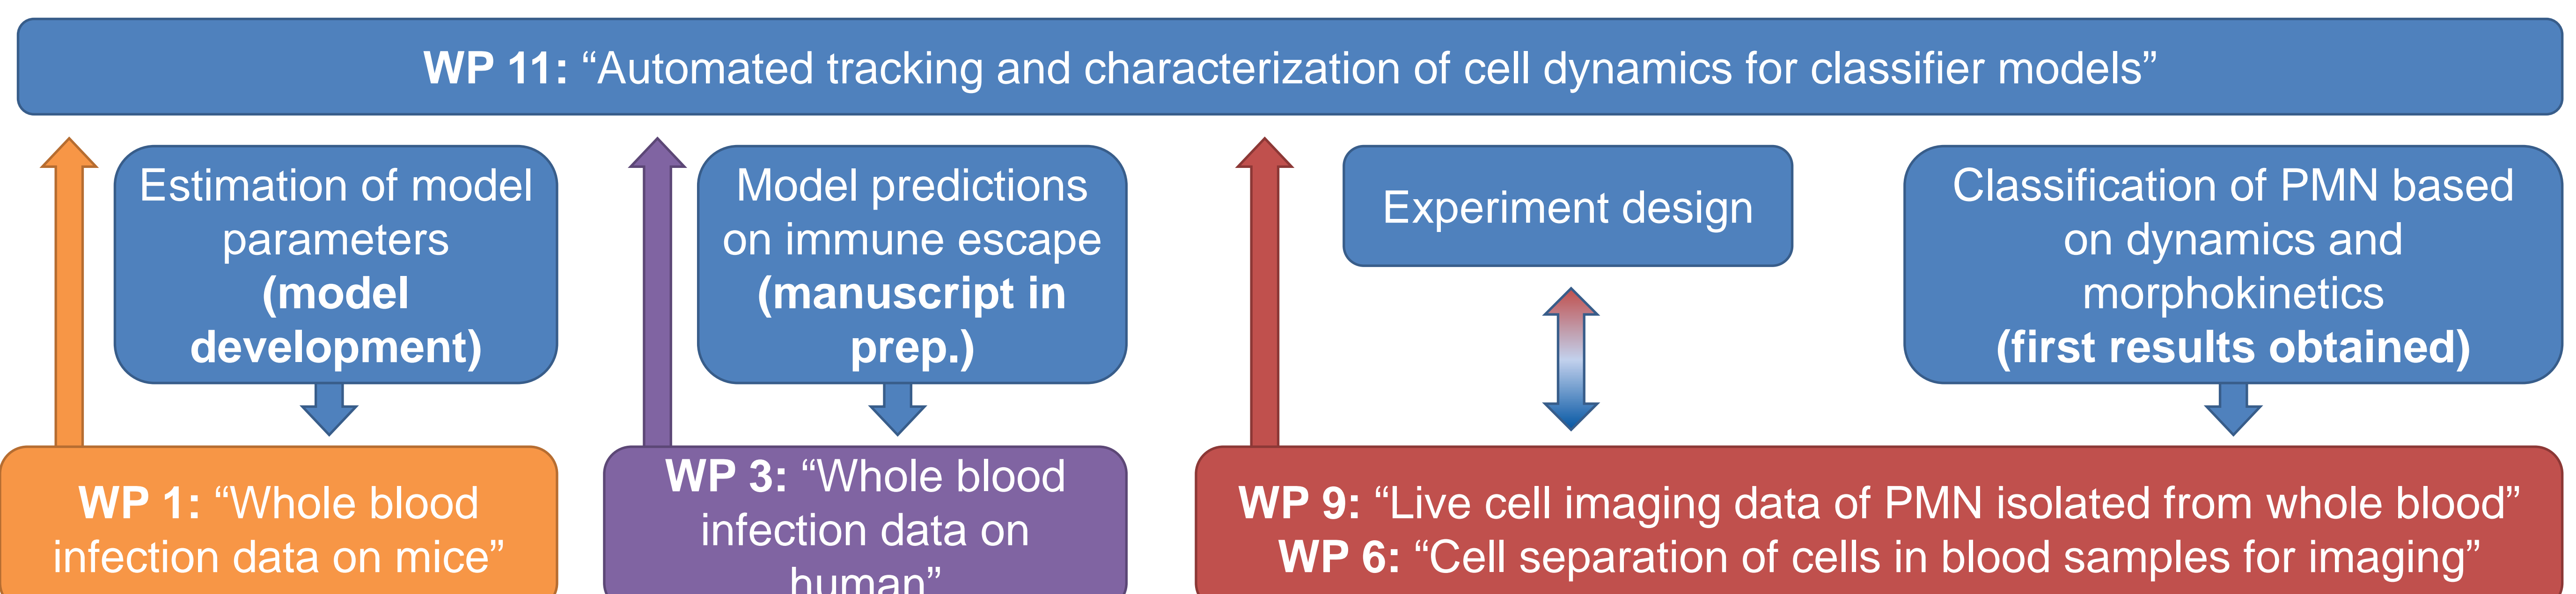 WP 11: “Automated tracking and characterization of cell dynamics for classifier models”
Estimation of model
parameters
(model
development)
Model predictions
on immune escape
(manuscript in
prep.)
Experiment design
Classification of PMN based
on dynamics and
morphokinetics
(first results obtained)
WP 1: “Whole blood
infection data on mice”
WP 3: “Whole blood
infection data on
human”
WP 9: “Live cell imaging data of PMN isolated from whole blood”
WP 6: “Cell separation of cells in blood samples for imaging”